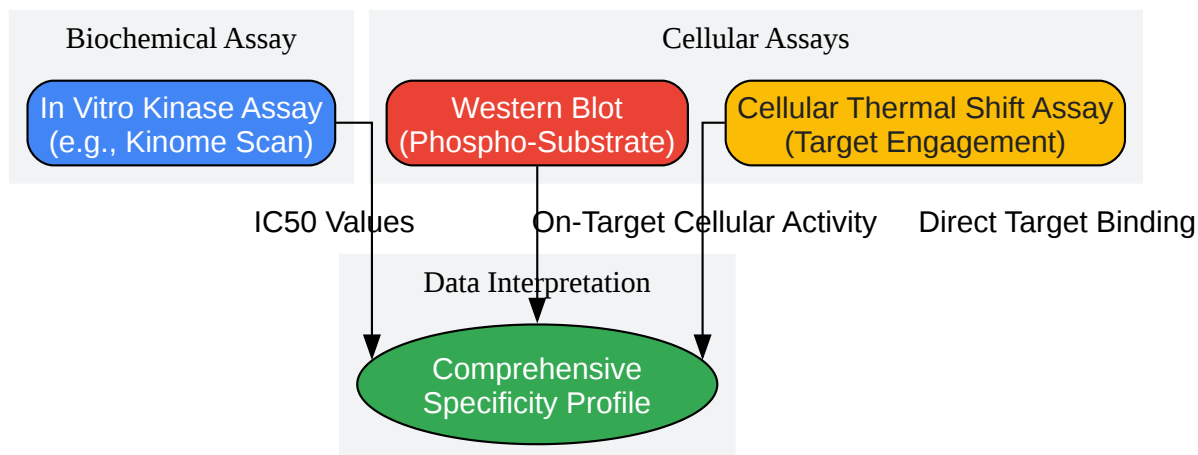 Biochemical Assay
Cellular Assays
In Vitro Kinase Assay
(e.g., Kinome Scan)
Western Blot
(Phospho-Substrate)
Cellular Thermal Shift Assay
(Target Engagement)
IC50 Values
On-Target Cellular Activity
Direct Target Binding
Data Interpretation
Comprehensive
Specificity Profile